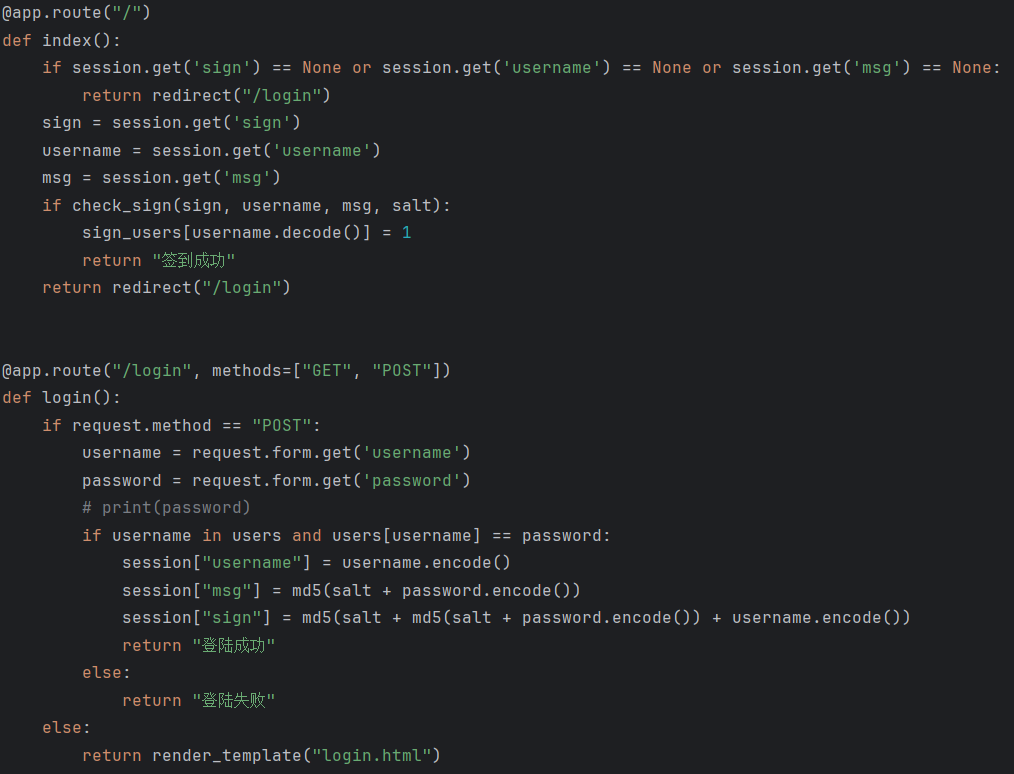 @app.route("/")
def index():
    if session.get('sign') == None or session.get('username') == None or session.get('msg') == None:
        return redirect("/login")
    sign = session.get('sign')
    username = session.get('username')
    msg = session.get('msg')
    if check_sign(sign, username, msg, salt):
        sign_users[username.decode()] = 1
        return "签到成功"
    return redirect("/login")
@app.route("/login", methods=["GET", "POST"])
def login():
    if request.method == "POST":
        username = request.form.get('username')
        password = request.form.get('password')
        # print(password)
        if username in users and users[username] == password:
            session["username"] = username.encode()
            session["msg"] = md5(salt + password.encode())
            session["sign"] = md5(salt + md5(salt + password.encode()) + username.encode())
            return "登陆成功"
        else:
            return "登陆失败"
    else:
        return render_template("login.html")